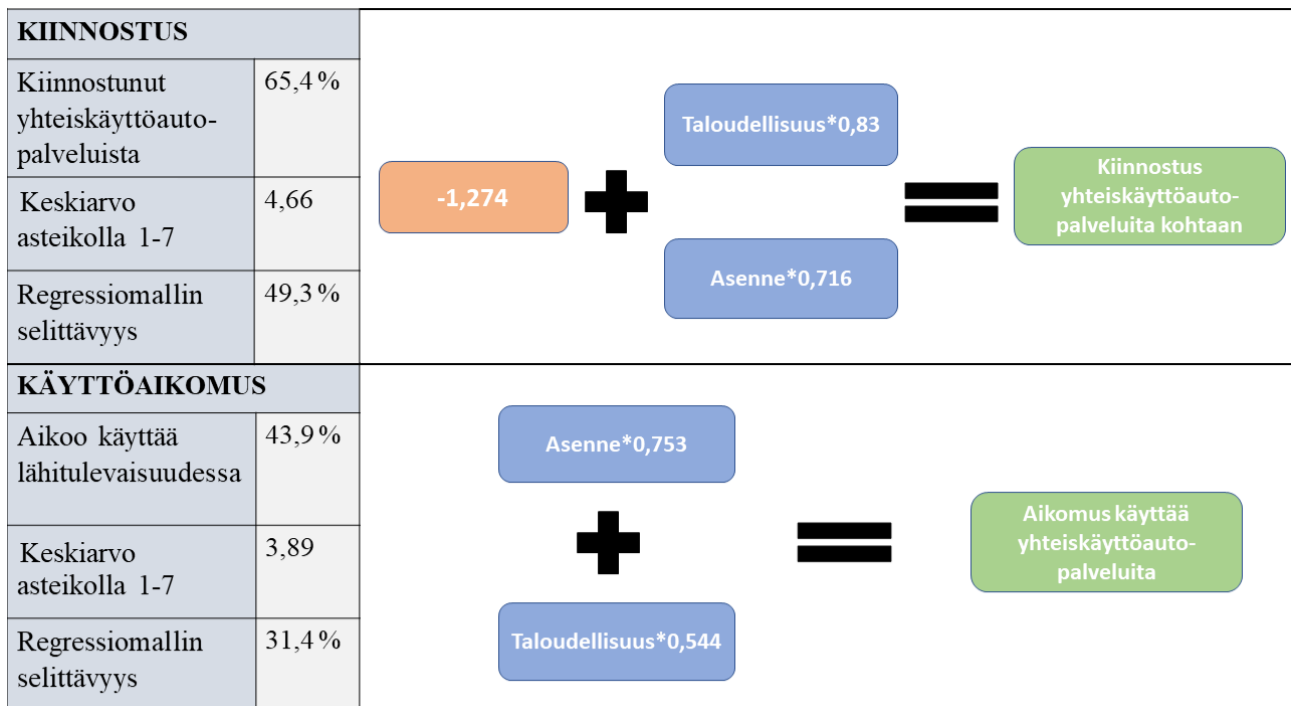 KIINNOSTUS
Kiinnostunut
yhteiskäyttöauto-
palveluista
65,4 %
Keskiarvo
asteikolla 1-7
4,66
Regressiomallin
selittävyys
49,3 %
-1,274
Taloudellisuus*0,83
Asenne*0,716
Kiinnostus
yhteiskäyttöauto-
palveluita kohtaan
KÄYTTÖAIKOMUS
Aikoo käyttää
lähitulevaisuudessa
43,9 %
Keskiarvo
asteikolla 1-7
3,89
Regressiomallin
selittävyys
31,4 %
Asenne*0,753
Taloudellisuus*0,544
Aikomus käyttää
yhteiskäyttöauto-
palveluita